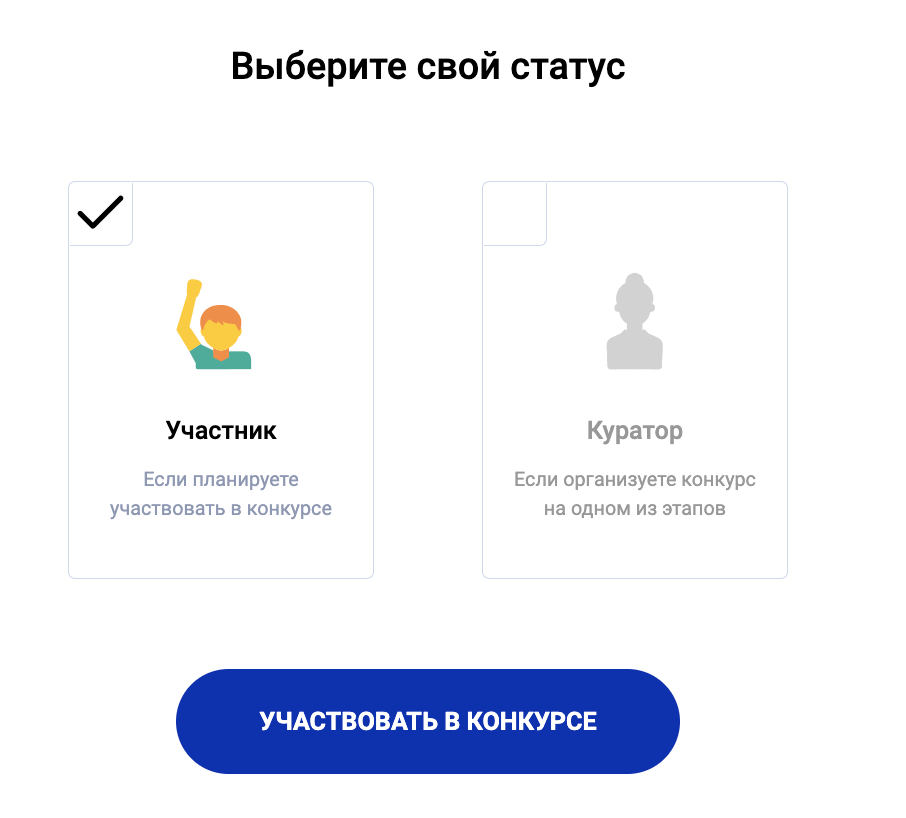 Выберите свой статус
Участник
Если планируете
участвовать в конкурсе
Куратор
Если организуете конкурс
на одном из этапов
УЧАСТВОВАТЬ В КОНКУРСЕ